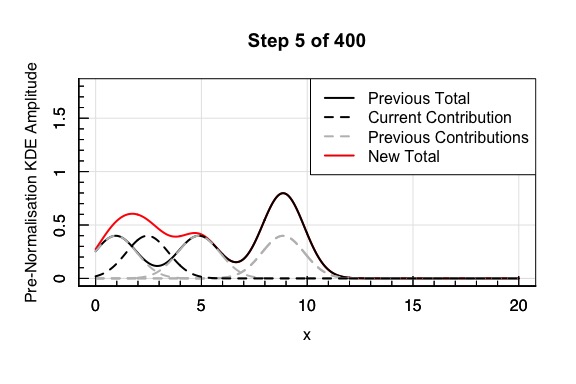 Step 5 of 400
Pre-Normalisation KDE Amplitude
1.5
1
0.5
0
Previous Total
Current Contribution
Previous Contributions
New Total
0 5 10 15 20
x